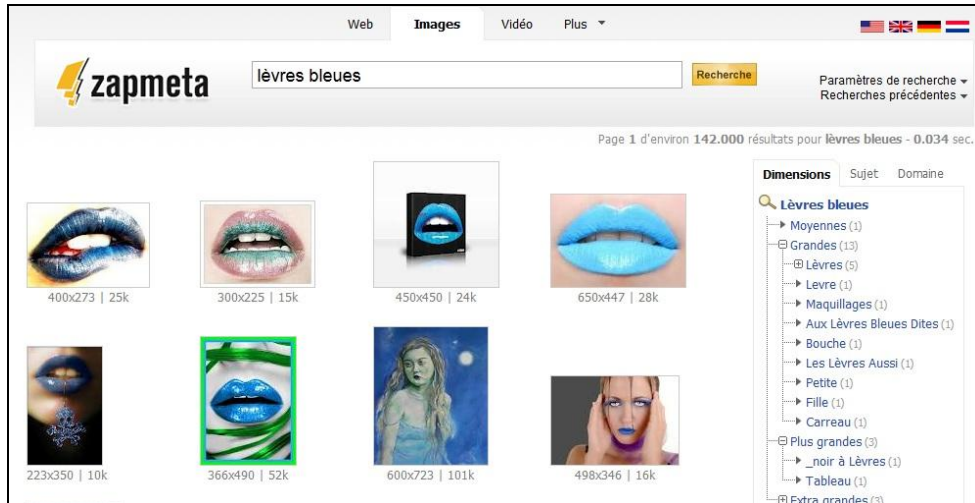 Web Images Vidéo Plus
zapmeta
lèvres bleues
Recherche
Paramètres de recherche
Recherches précédentes
Page 1 d'environ 142.000 résultats pour lèvres bleues - 0.034 sec.
400x273 | 25k
300x225 | 15k
450x450 | 24k
650x447 | 28k
223x350 | 10k
366x490 | 52k
600x723 | 101k
498x346 | 16k
Dimensions Sujet Domaine
Lèvres bleues
Moyennes (1)
Grandes (13)
Lèvres (5)
Levre (1)
Maquillages (1)
Aux Lèvres Bleues Dites (1)
Bouche (1)
Les Lèvres Aussi (1)
Petite (1)
Fille (1)
Carreau (1)
Plus grandes (3)
_noir à Lèvres (1)
Tableau (1)
Extra grandes (3)